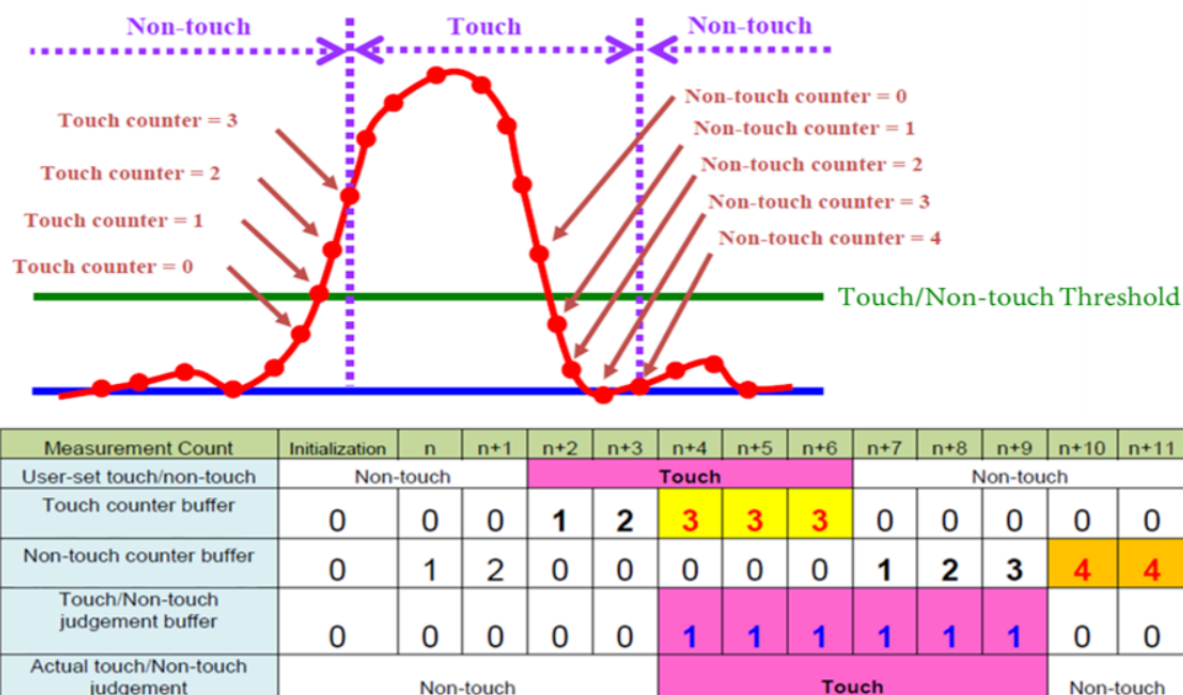 Non-touch Touch Non-touch
Touch counter = 3
Touch counter = 2
Touch counter = 1
Touch counter = 0
Non-touch counter = 0
Non-touch counter = 1
Non-touch counter = 2
Non-touch counter = 3
Non-touch counter = 4
Touch/Non-touch Threshold
Measurement Count Initialization n n+1 n+2 n+3 n+4 n+5 n+6 n+7 n+8 n+9 n+10 n+11
User-set touch/non-touch Non-touch Touch Non-touch
Touch counter buffer 0 0 0 1 2 3 3 3 0 0 0 0 0
Non-touch counter buffer 0 1 2 0 0 0 0 0 1 2 3 4 4
Touch/Non-touch
judgement buffer 0 0 0 0 0 1 1 1 1 1 1 0 0
Actual touch/Non-touch
judgement Non-touch Touch Non-touch